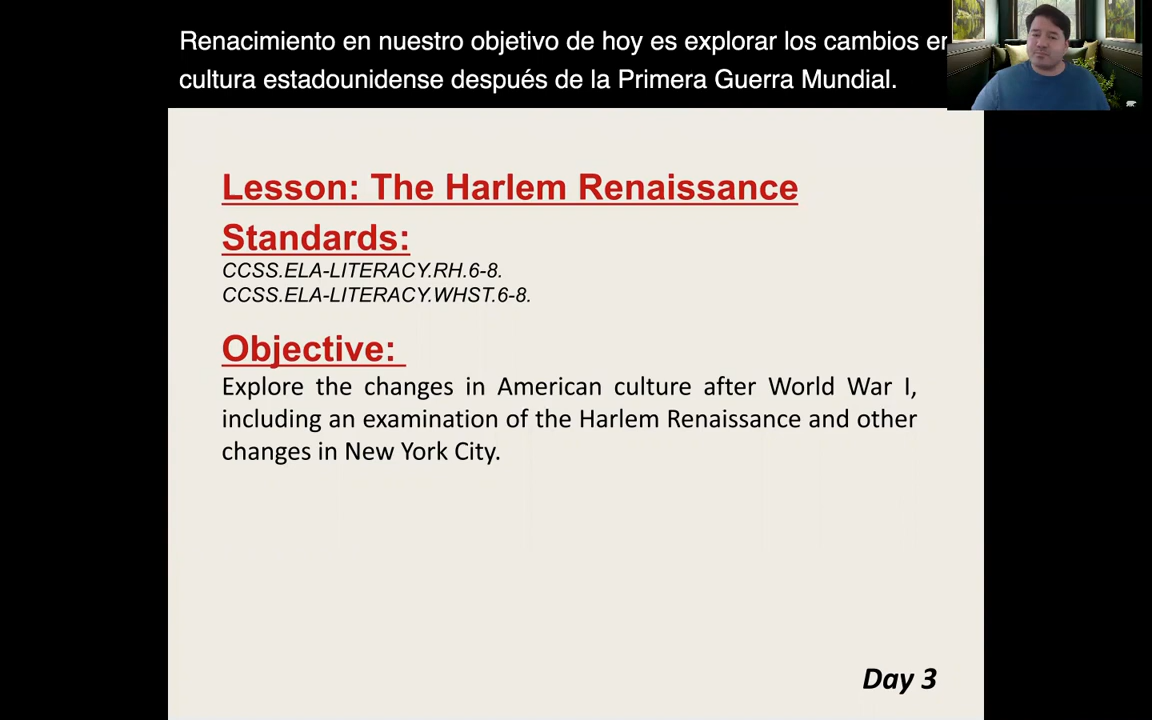 Renacimiento en nuestro objetivo de hoy es explorar los cambios en
cultura estadounidense después de la Primera Guerra Mundial.
Lesson: The Harlem Renaissance
Standards:
CCSS.ELA-LITERACY.RH.6-8.
CCSS.ELA-LITERACY.WHST.6-8.
Objective:
Explore the changes in American culture after World War I,
including an examination of the Harlem Renaissance and other
changes in New York City.
Day 3